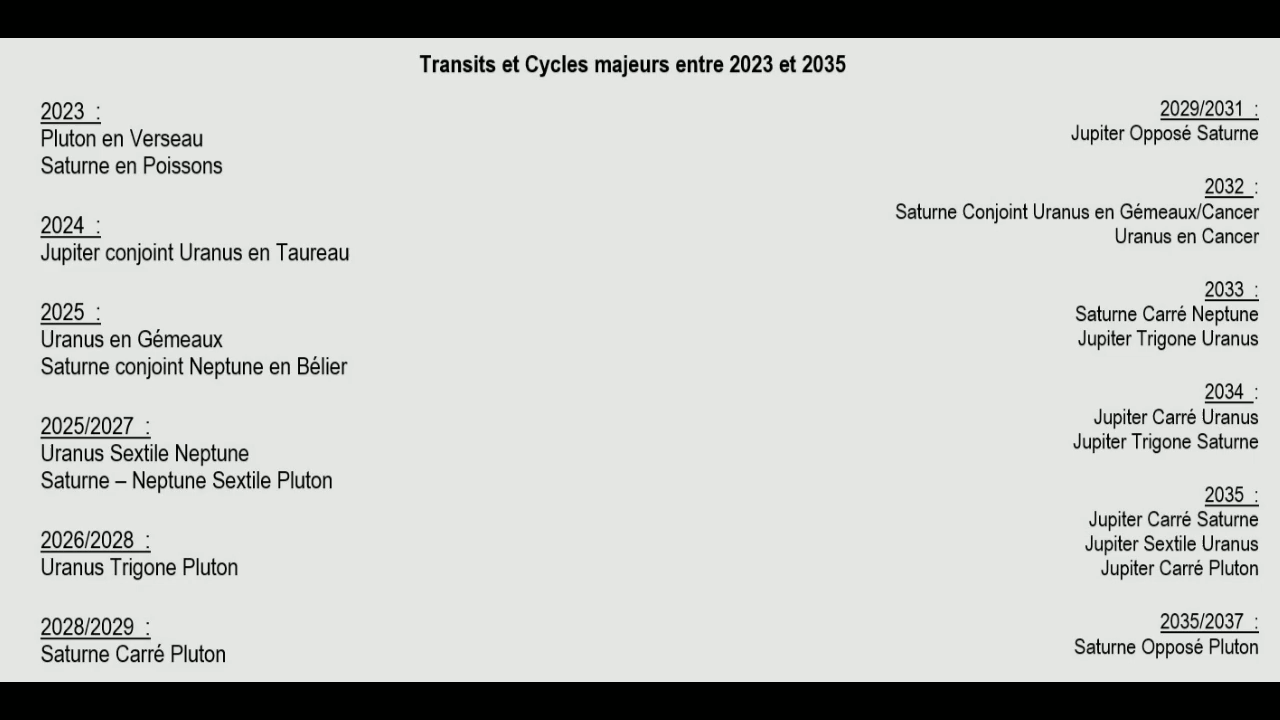 Transits et Cycles majeurs entre 2023 et 2035
2023 :
Pluton en Verseau
Saturne en Poissons
2024 :
Jupiter conjoint Uranus en Taureau
2025 :
Uranus en Gémeaux
Saturne conjoint Neptune en Bélier
2025/2027 :
Uranus Sextile Neptune
Saturne – Neptune Sextile Pluton
2026/2028 :
Uranus Trigone Pluton
2028/2029 :
Saturne Carré Pluton
2029/2031 :
Jupiter Opposé Saturne
2032 :
Saturne Conjoint Uranus en Gémeaux/Cancer
Uranus en Cancer
2033 :
Saturne Carré Neptune
Jupiter Trigone Uranus
2034 :
Jupiter Carré Uranus
Jupiter Trigone Saturne
2035 :
Jupiter Carré Saturne
Jupiter Sextile Uranus
Jupiter Carré Pluton
2035/2037 :
Saturne Opposé Pluton